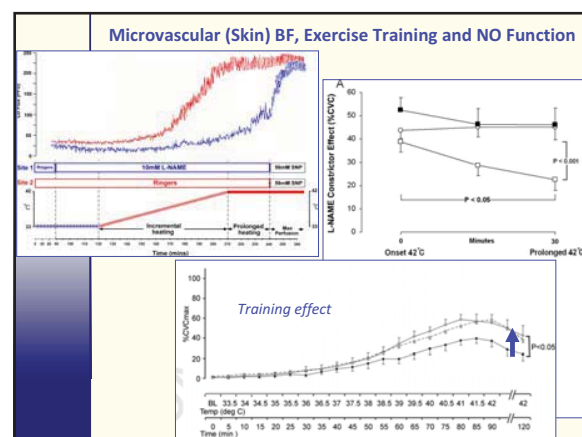 Microvascular (Skin) BF, Exercise Training and NO Function
250
200
150
100
50
0
Site 1
Ringers
10mM L-NAME
56mM SNP
Site 2
Ringers
56mM SNP
Incremental
heating
Prolonged
heating
Max
Perfusion
Time (mins)
A
L-NAME Constrictor Effect (%CVC)
60
50
40
30
20
10
0
P < 0.001
P < 0.05
0
Minutes
30
Onset 42°C
Prolonged 42°C
Training effect
%CVCmax
100
80
60
40
20
0
P<0.05
BL 33.5 34 34.5 35 35.5 36 36.5 37 37.5 38 38.5 39 39.5 40 40.5 41 41.5 42 42
Temp (deg C)
0 5 10 15 20 25 30 35 40 45 50 55 60 65 70 75 80 85 90 120
Time (min)